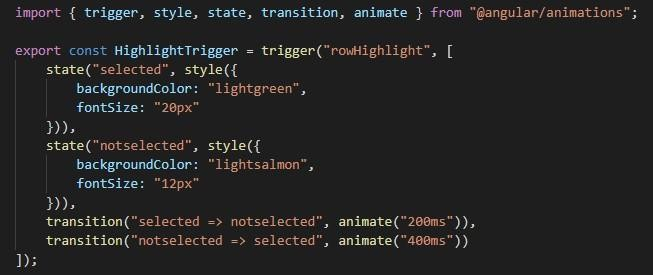 import { trigger, style, state, transition, animate } from "@angular/animations";
export const HighlightTrigger = trigger("rowHighlight", [
    state("selected", style({
        backgroundColor: "lightgreen",
        fontSize: "20px"
    })),
    state("notselected", style({
        backgroundColor: "lightsalmon",
        fontSize: "12px"
    })),
    transition("selected => notselected", animate("200ms")),
    transition("notselected => selected", animate("400ms"))
]);